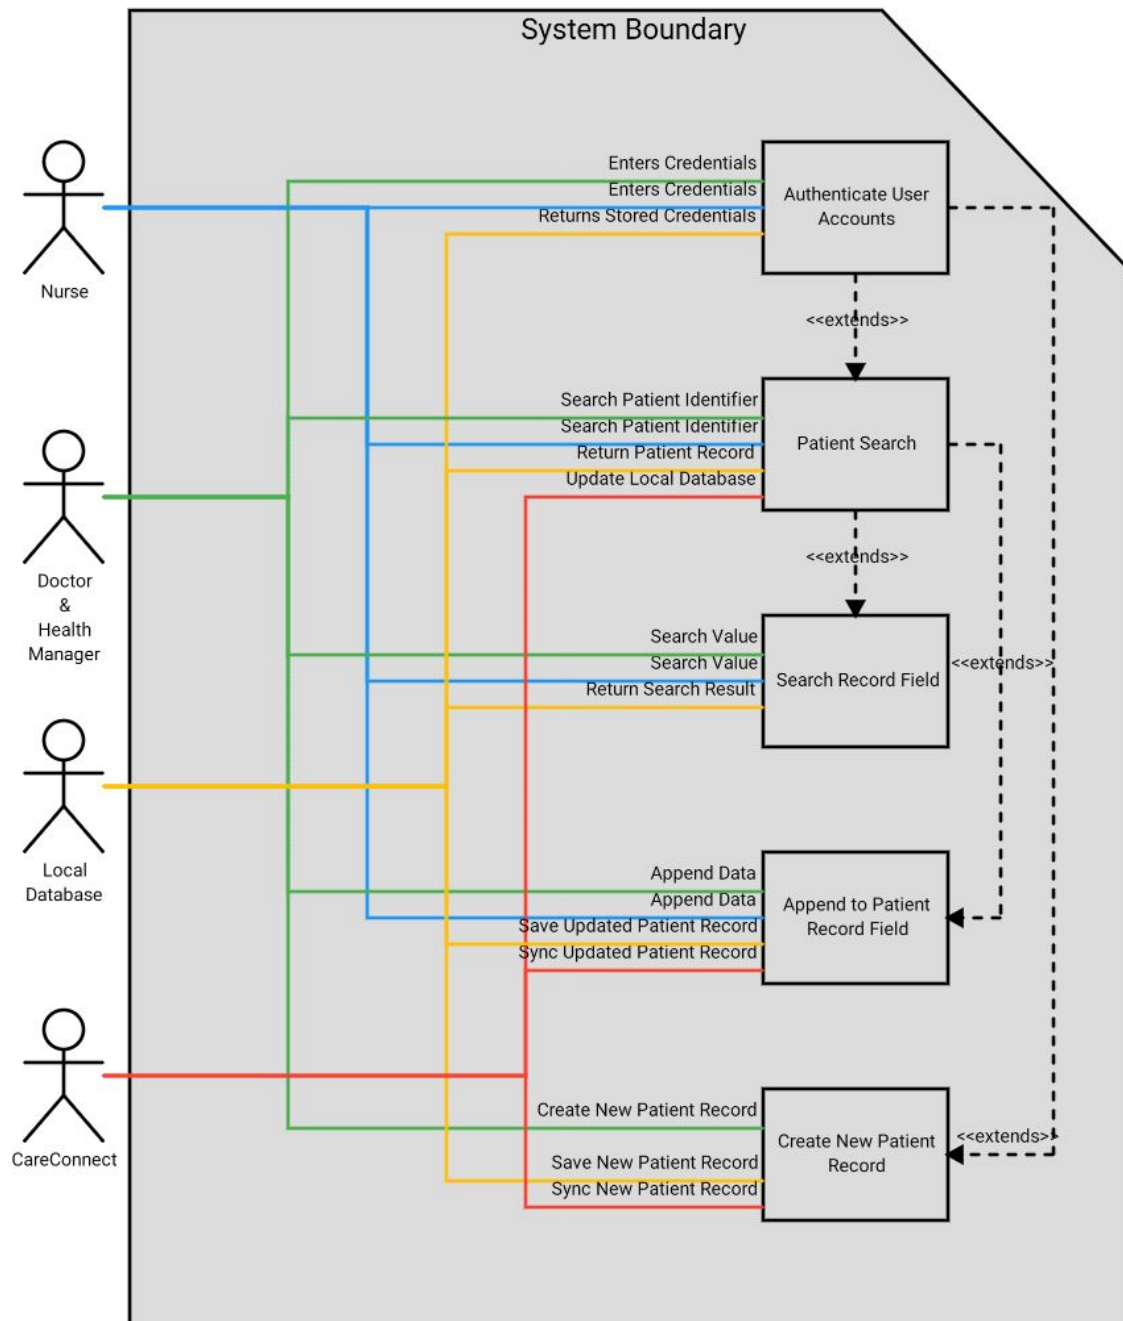 System Boundary
Enters Credentials
Enters Credentials
Returns Stored Credentials
Authenticate User
Accounts
Nurse
<<extends>>
Search Patient Identifier
Search Patient Identifier
Return Patient Record
Update Local Database
Patient Search
Doctor
&
Health
Manager
<<extends>>
Search Value
Search Value
Return Search Result
Search Record Field
<<extends>>
Local
Database
Append Data
Append Data
Save Updated Patient Record
Sync Updated Patient Record
Append to Patient
Record Field
CareConnect
Create New Patient Record
Save New Patient Record
Sync New Patient Record
Create New Patient
Record
<<extends>>